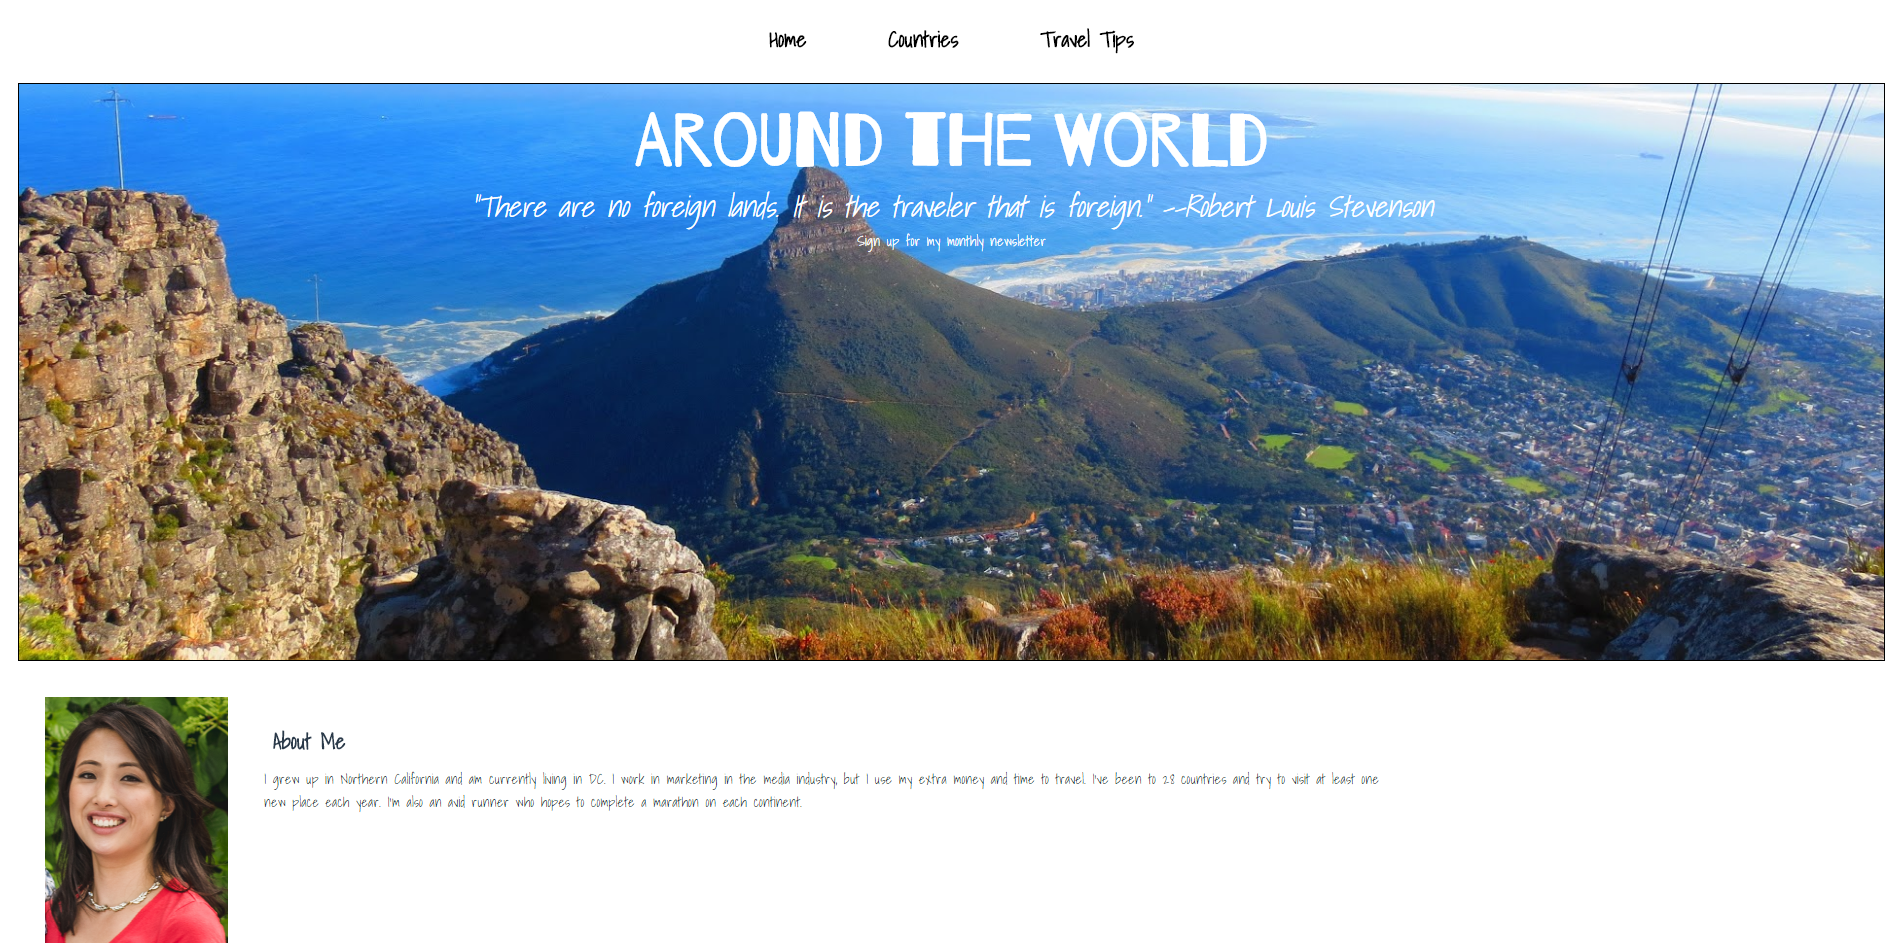 Home Countries Travel Tips
AROUND THE WORLD
"There are no foreign lands. It is the traveler that is foreign." --Robert Louis Stevenson
Sign up for my monthly newsletter
About Me
I grew up in Northern California and am currently living in DC. I work in marketing in the media industry, but I use my extra money and time to travel. I've been to 28 countries and try to visit at least one
new place each year. I'm also an avid runner who hopes to complete a marathon on each continent.